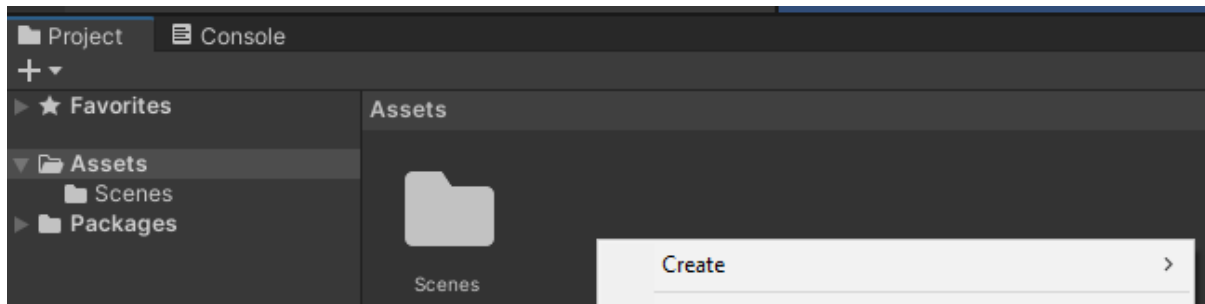 Project Console
Favorites
Assets
Assets
Scenes
Packages
Scenes
Create